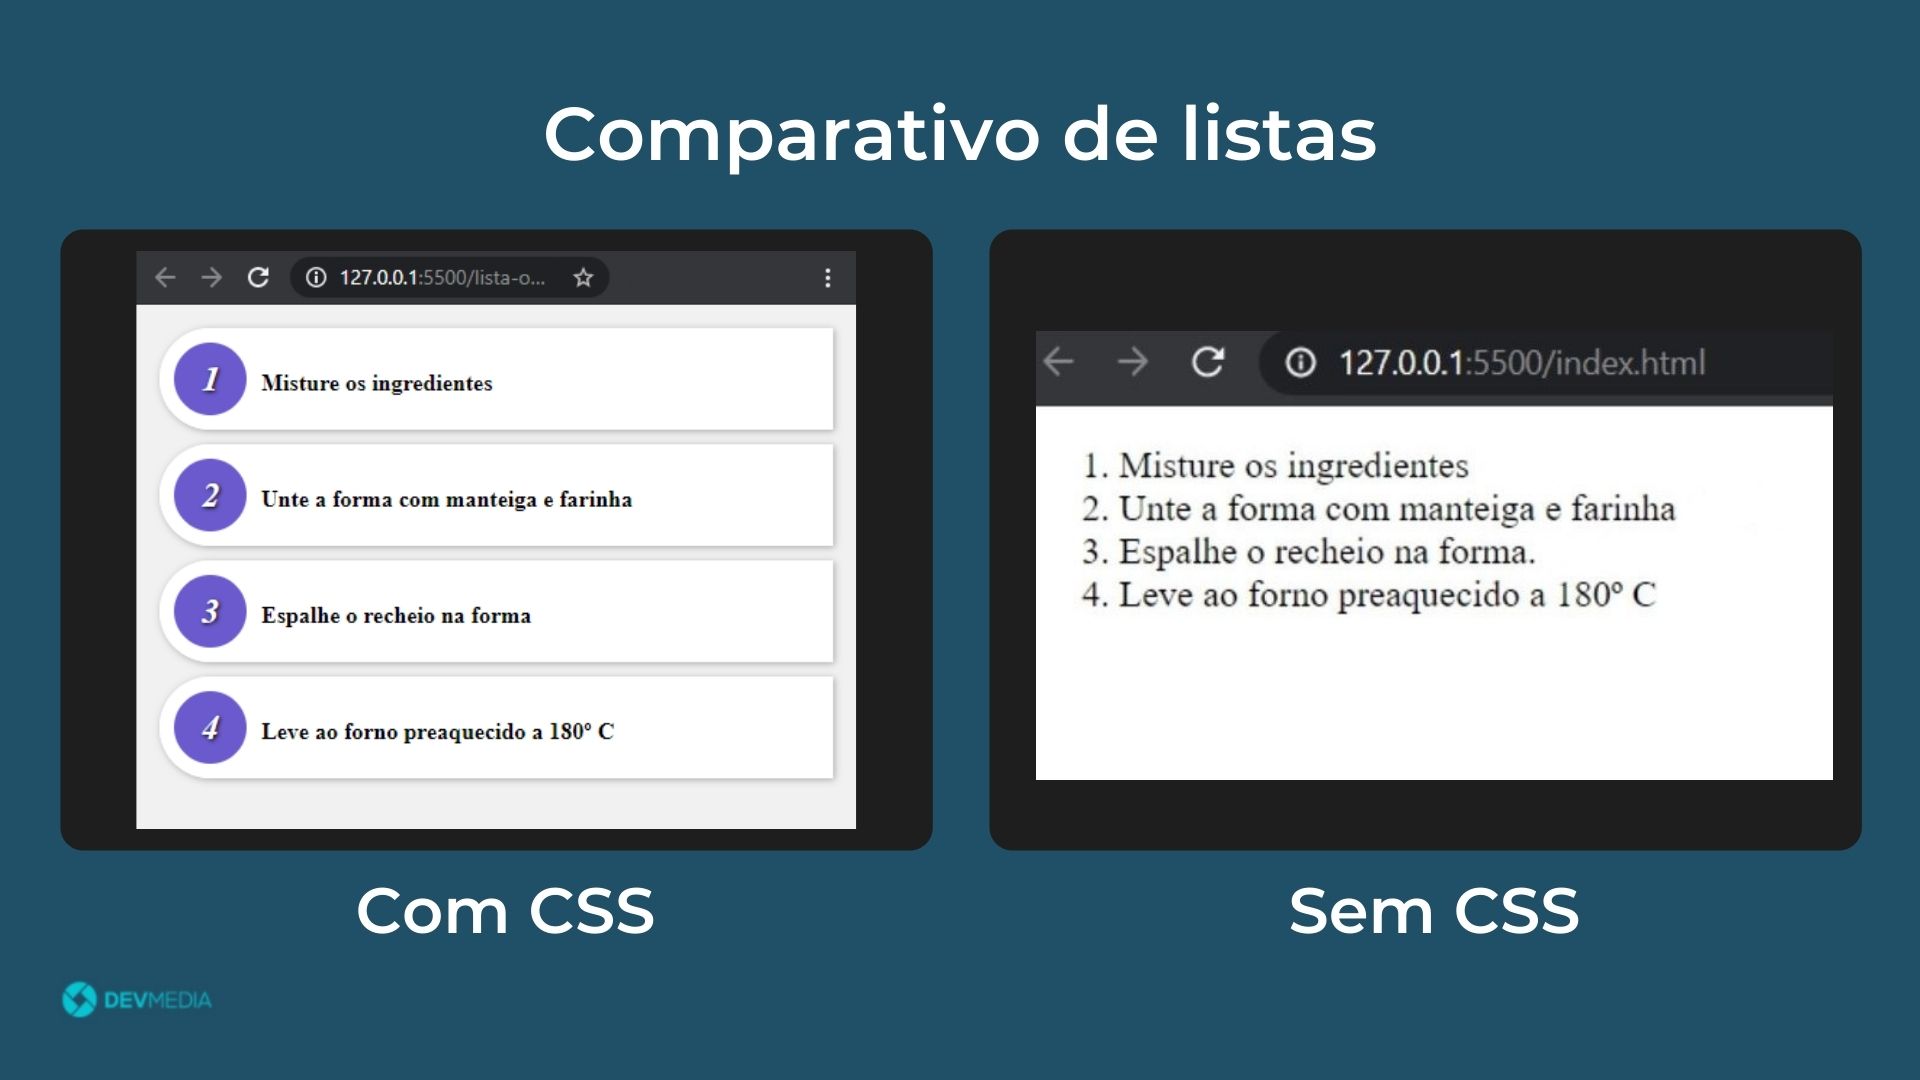 Comparativo de listas
127.0.0.1:5500/lista-o...
1 Misture os ingredientes
2 Unte a forma com manteiga e farinha
3 Espalhe o recheio na forma
4 Leve ao forno preaquecido a 180º C
Com CSS
127.0.0.1:5500/index.html
1. Misture os ingredientes
2. Unte a forma com manteiga e farinha
3. Espalhe o recheio na forma.
4. Leve ao forno preaquecido a 180º C
Sem CSS
DEVMEDIA